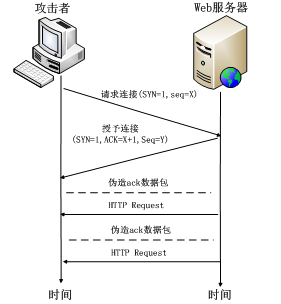 攻击者
Web服务器
请求连接(SYN=1,seq=X)
授予连接
(SYN=1,ACK=X+1,Seq=Y)
伪造ack数据包
HTTP Request
伪造ack数据包
HTTP Request
时间
时间